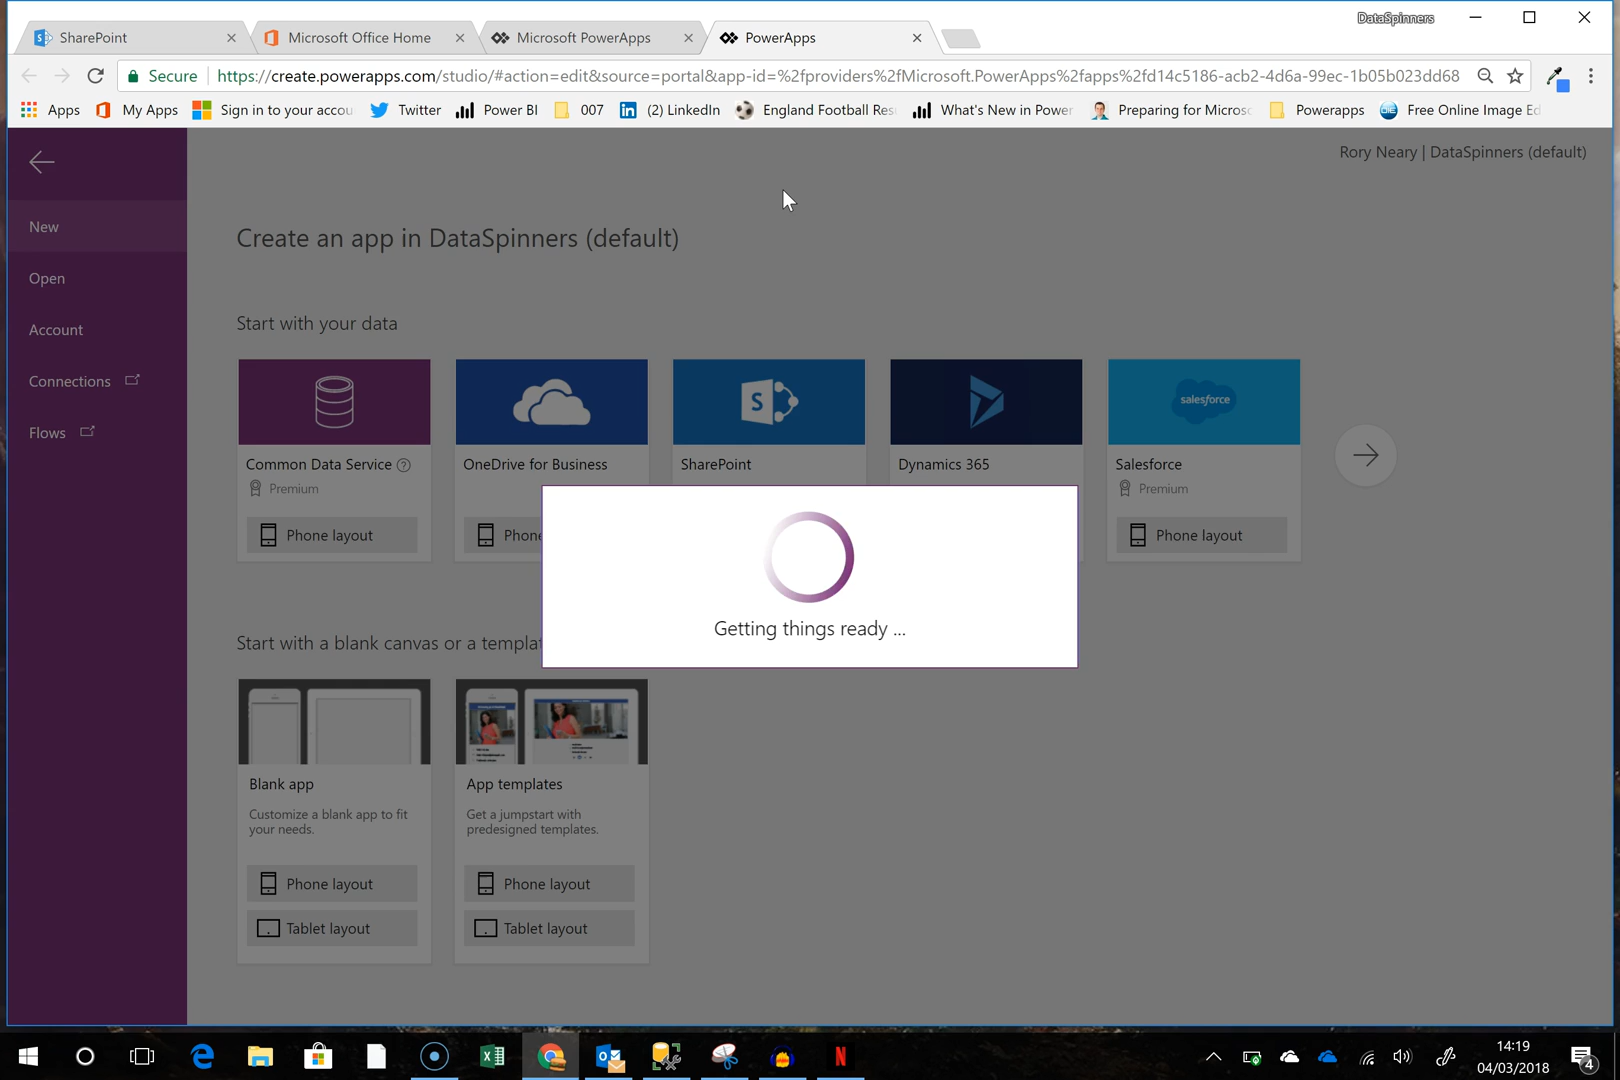 DataSpinners
SharePoint
Microsoft Office Home
Microsoft PowerApps
PowerApps
Secure
https://create.powerapps.com/studio/#action=edit&source=portal&app-id=%2fproviders%2fMicrosoft.PowerApps%2fapps%2fd14c5186-acb2-4d6a-99ec-1b05b023dd68
Apps
My Apps
Sign in to your accou
Twitter
Power BI
007
(2) LinkedIn
England Football Res
What's New in Power
Preparing for Microsc
Powerapps
Free Online Image Ed
Rory Neary | DataSpinners (default)
New
Open
Account
Connections
Flows
Create an app in DataSpinners (default)
Start with your data
salesforce
Common Data Service
Premium
Phone layout
OneDrive for Business
Phon
SharePoint
Dynamics 365
Salesforce
Premium
Phone layout
Getting things ready ...
Start with a blank canvas or a templat
Blank app
Customize a blank app to fit
your needs.
Phone layout
Tablet layout
App templates
Get a jumpstart with
predesigned templates.
Phone layout
Tablet layout
14:19
04/03/2018
4